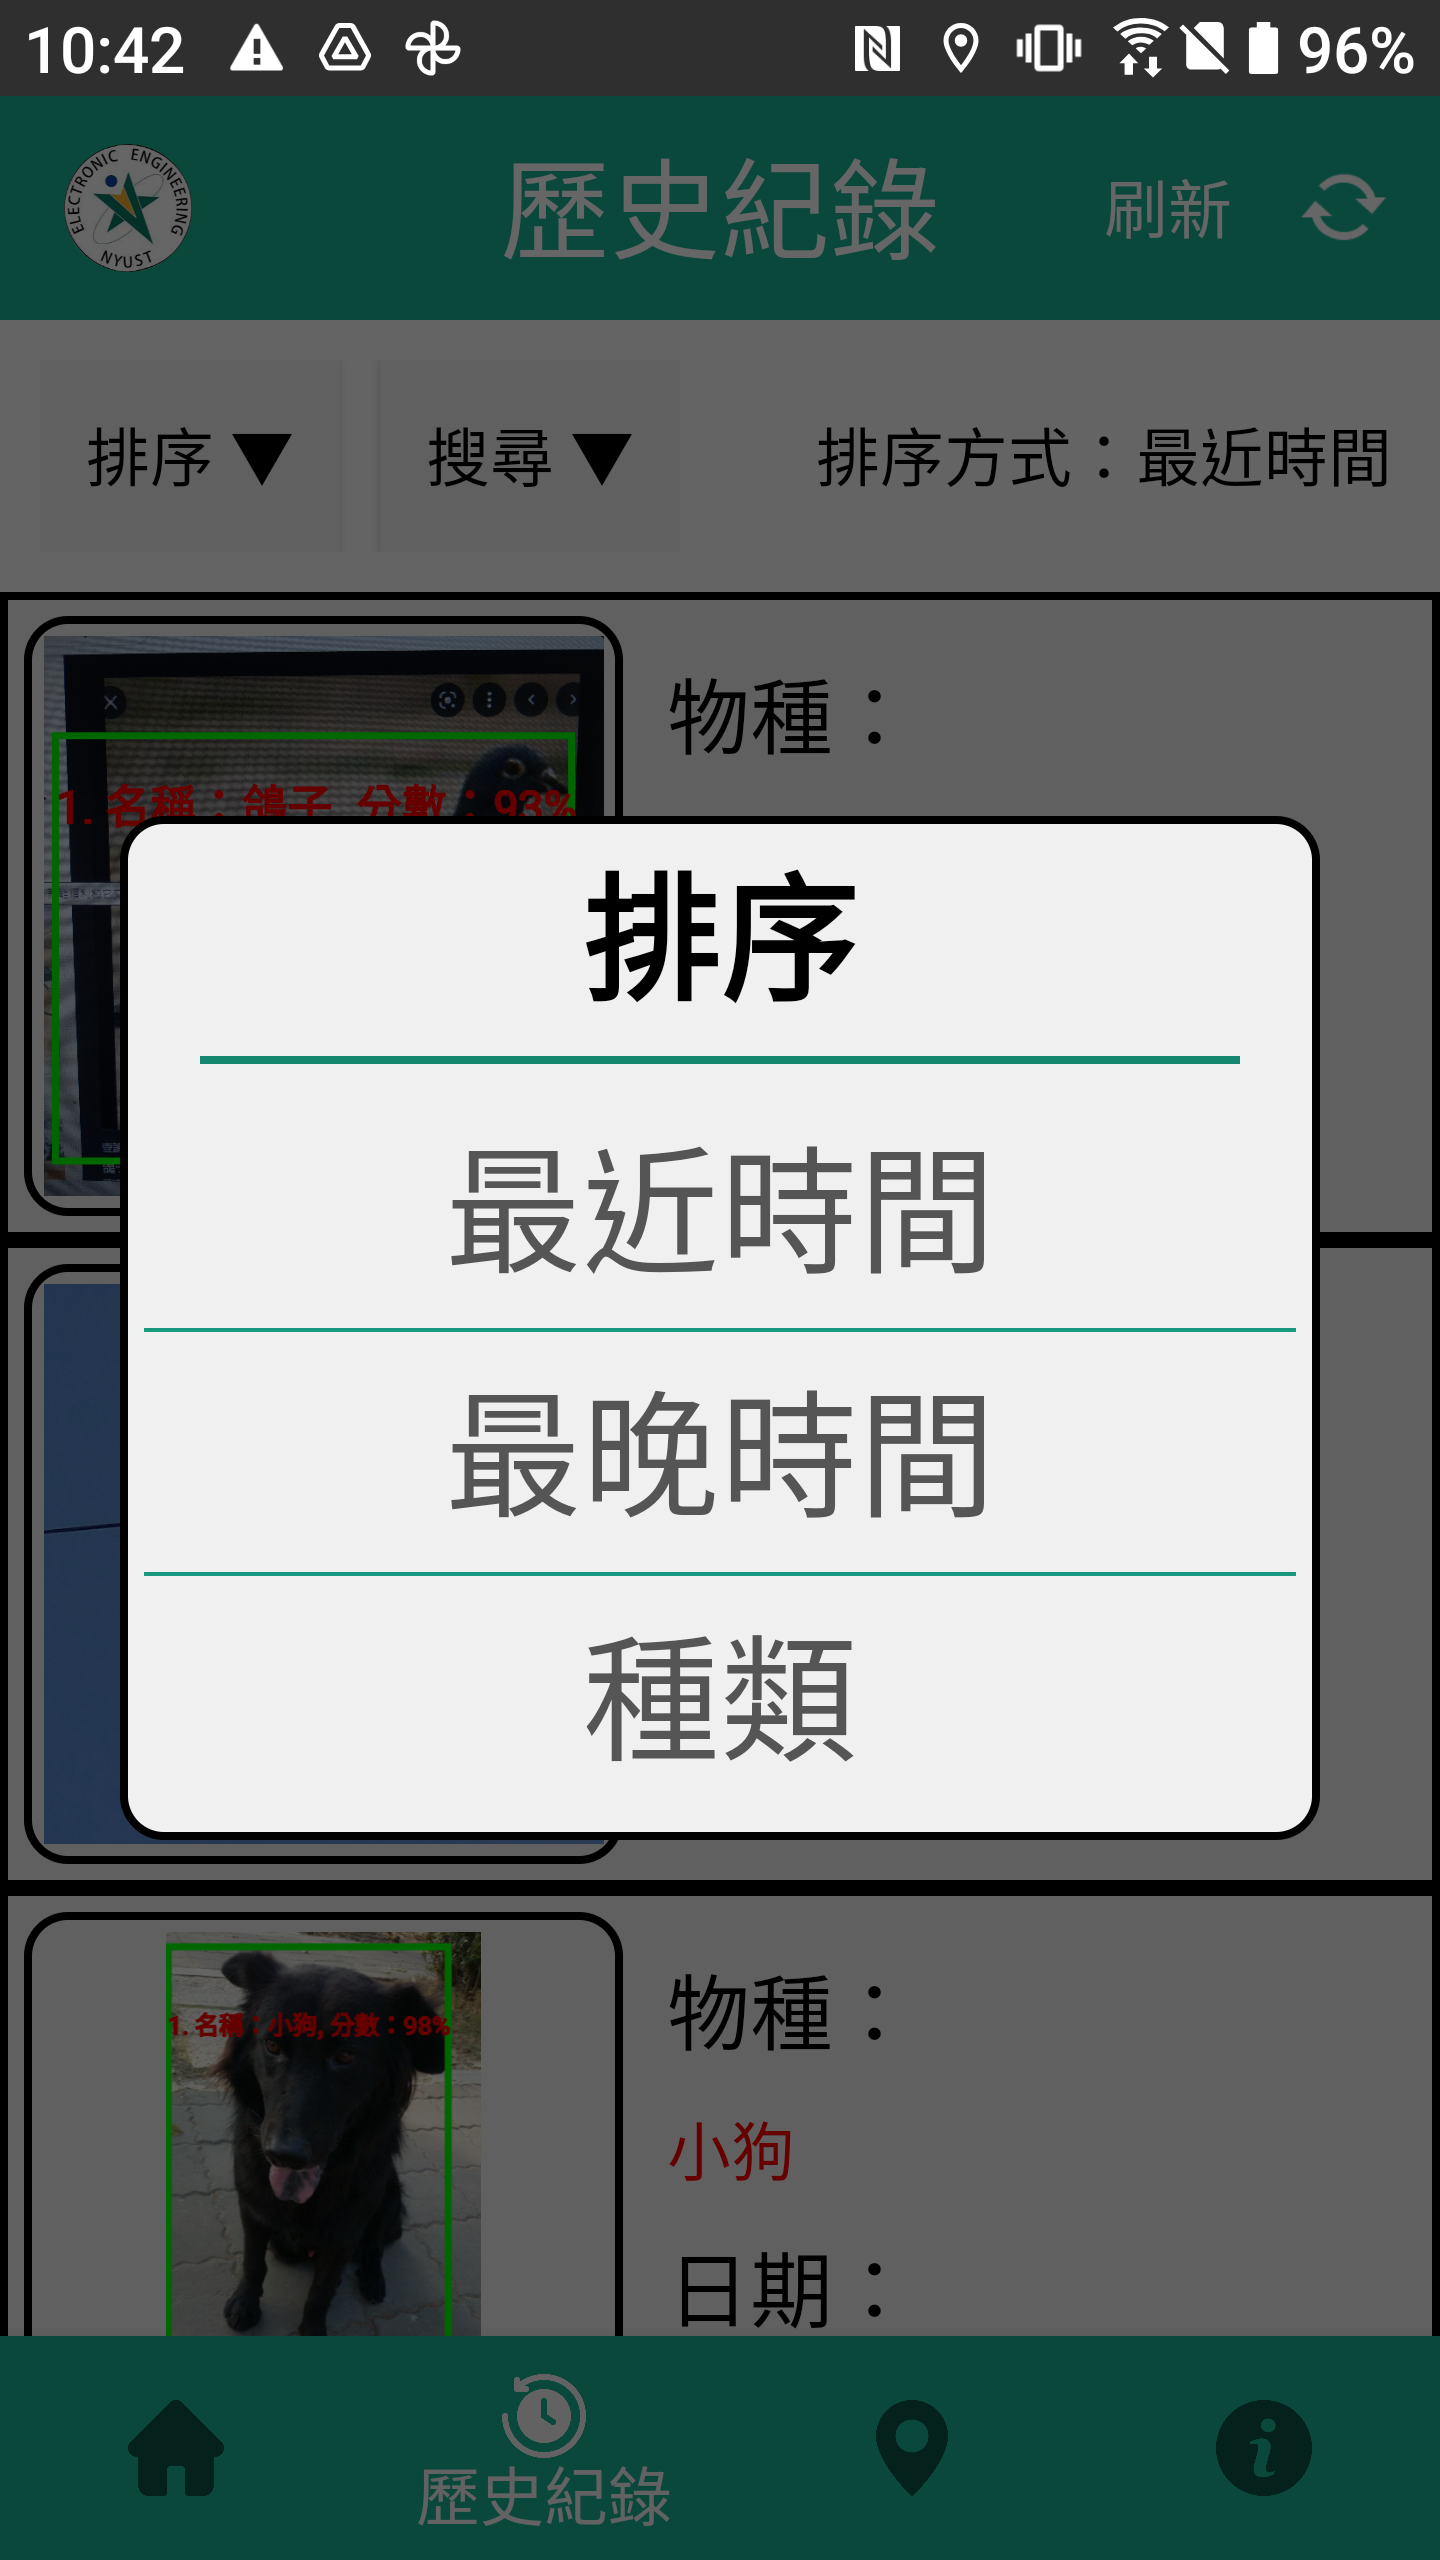 10:42
96%
ELECTRONIC ENGINEERING
NYUST
歷史紀錄
刷新
排序 ▼
搜尋 ▼
排序方式：最近時間
物種：
1. 名稱：鴿子, 分數：93%
排序
最近時間
最晚時間
種類
1. 名稱：小狗, 分數：98%
物種：
小狗
日期：
歷史紀錄